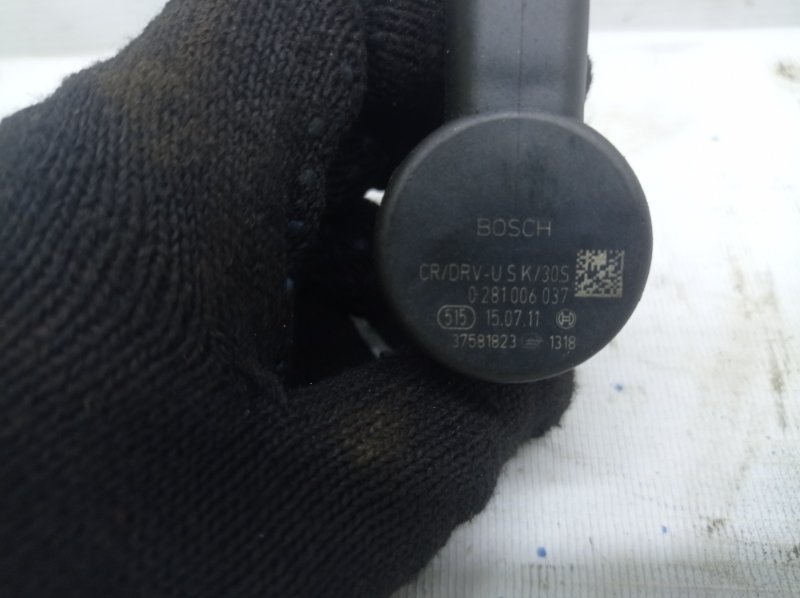 BOSCH
CR/DRV-U S K/30S
0 281 006 037
515 15.07.11
37581823 1318